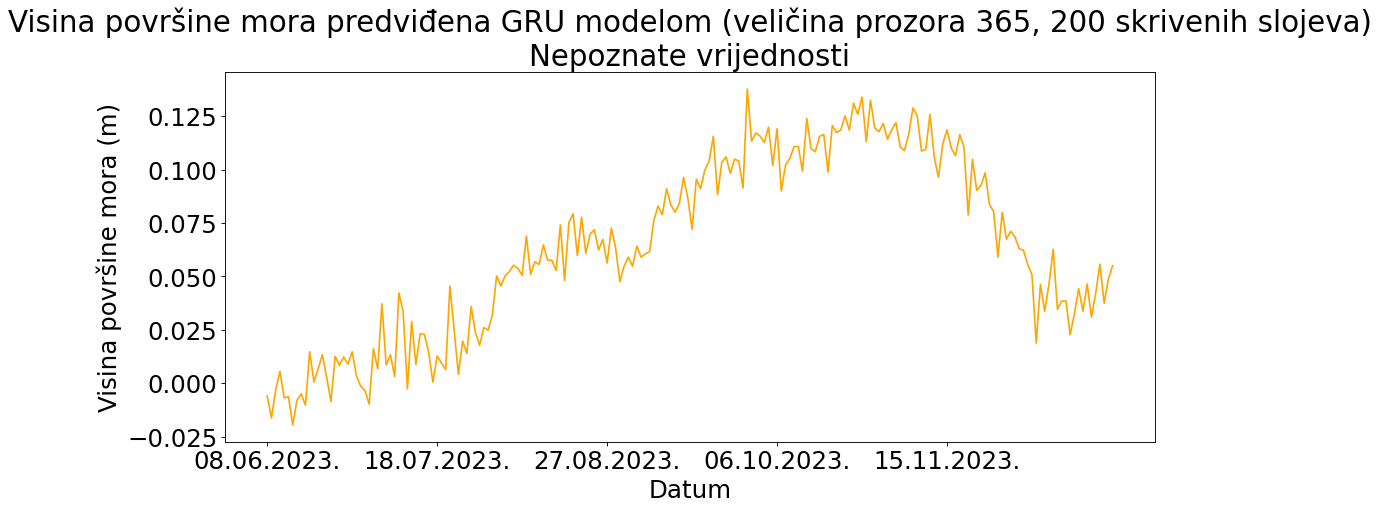 Visina površine mora predviđena GRU modelom (veličina prozora 365, 200 skrivenih slojeva)
Nepoznate vrijednosti
Visina površine mora (m)
0.125
0.100
0.075
0.050
0.025
0.000
−0.025
08.06.2023. 18.07.2023. 27.08.2023. 06.10.2023. 15.11.2023.
Datum